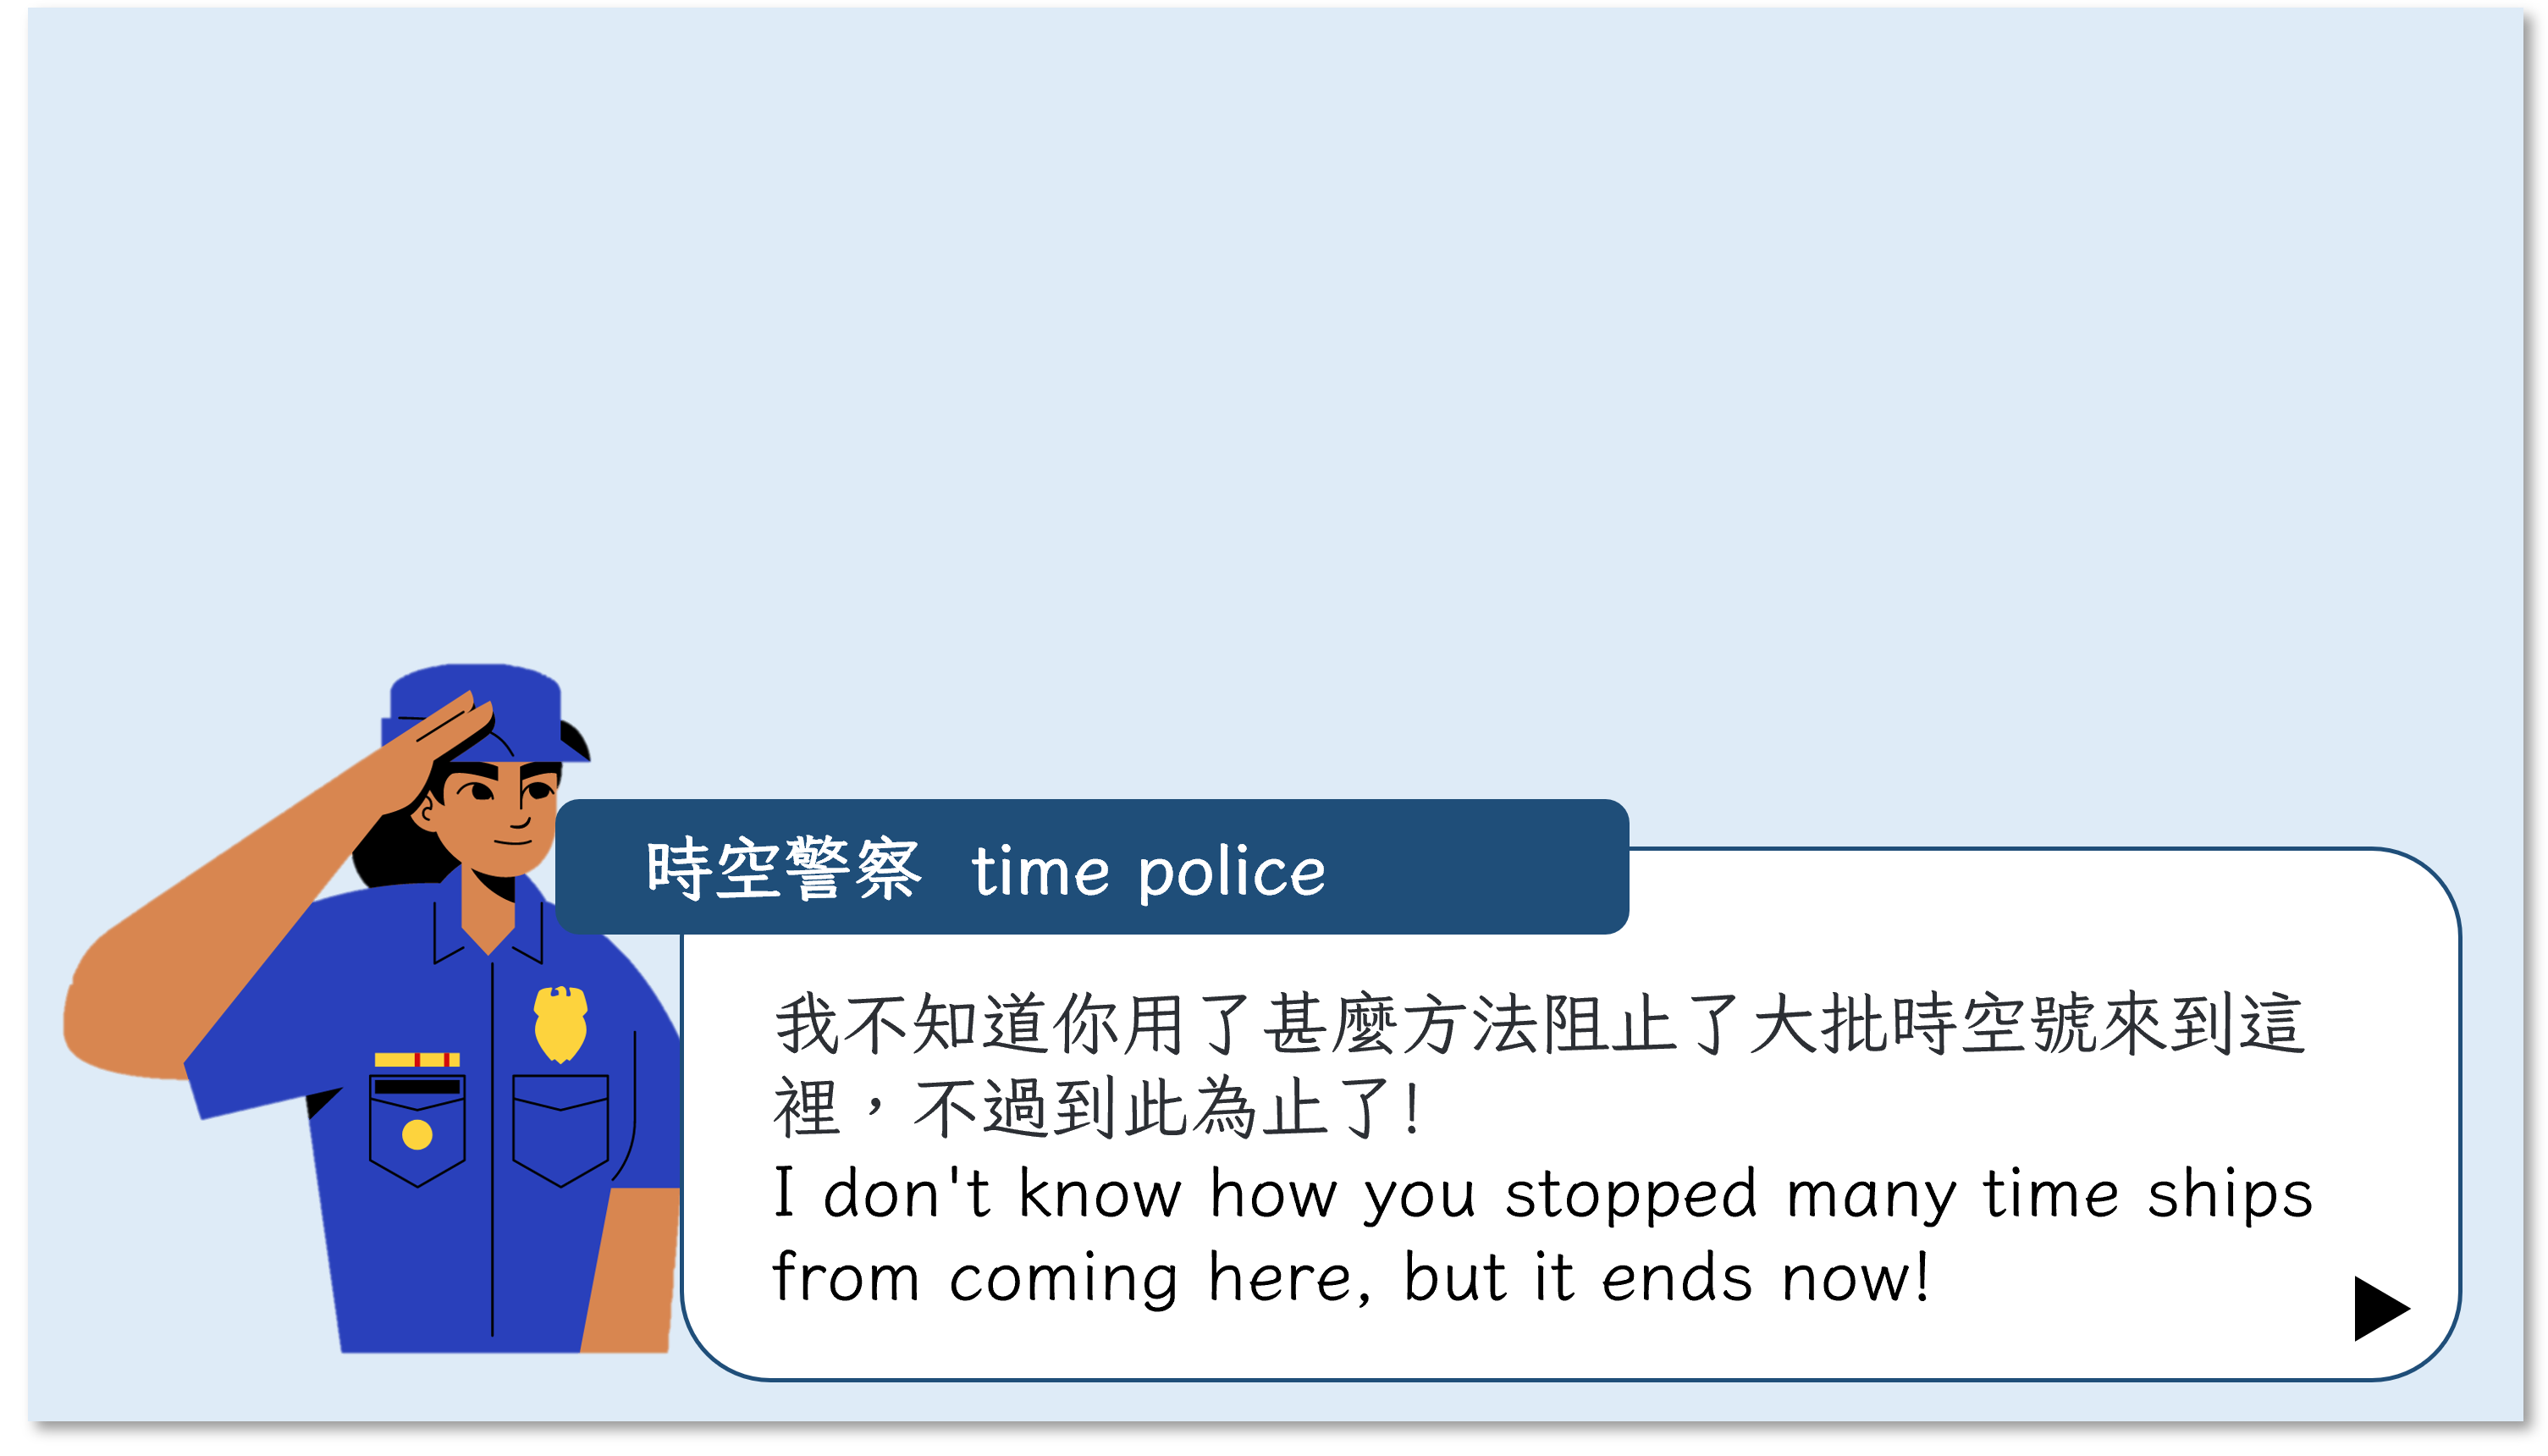 時空警察 time police
我不知道你用了甚麼方法阻止了大批時空號來到這
裡，不過到此為止了!
I don't know how you stopped many time ships
from coming here, but it ends now!